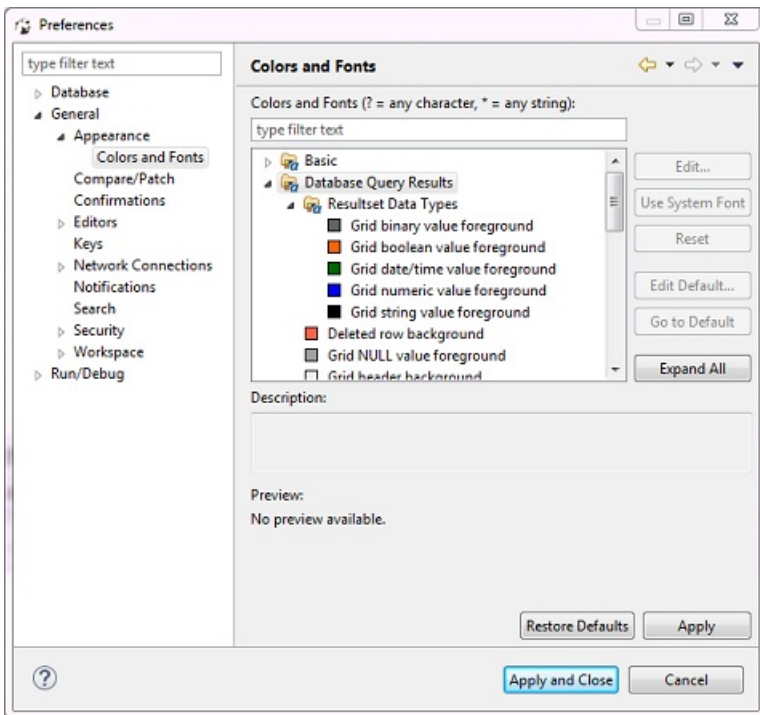 Preferences
type filter text
Database
General
Appearance
Colors and Fonts
Compare/Patch
Confirmations
Editors
Keys
Network Connections
Notifications
Search
Security
Workspace
Run/Debug
Colors and Fonts
Colors and Fonts (? = any character, * = any string):
type filter text
Basic
Database Query Results
Resultset Data Types
Grid binary value foreground
Grid boolean value foreground
Grid date/time value foreground
Grid numeric value foreground
Grid string value foreground
Deleted row background
Grid NULL value foreground
Grid header background
Edit...
Use System Font
Reset
Edit Default...
Go to Default
Expand All
Description:
Preview:
No preview available.
Restore Defaults
Apply
?
Apply and Close
Cancel